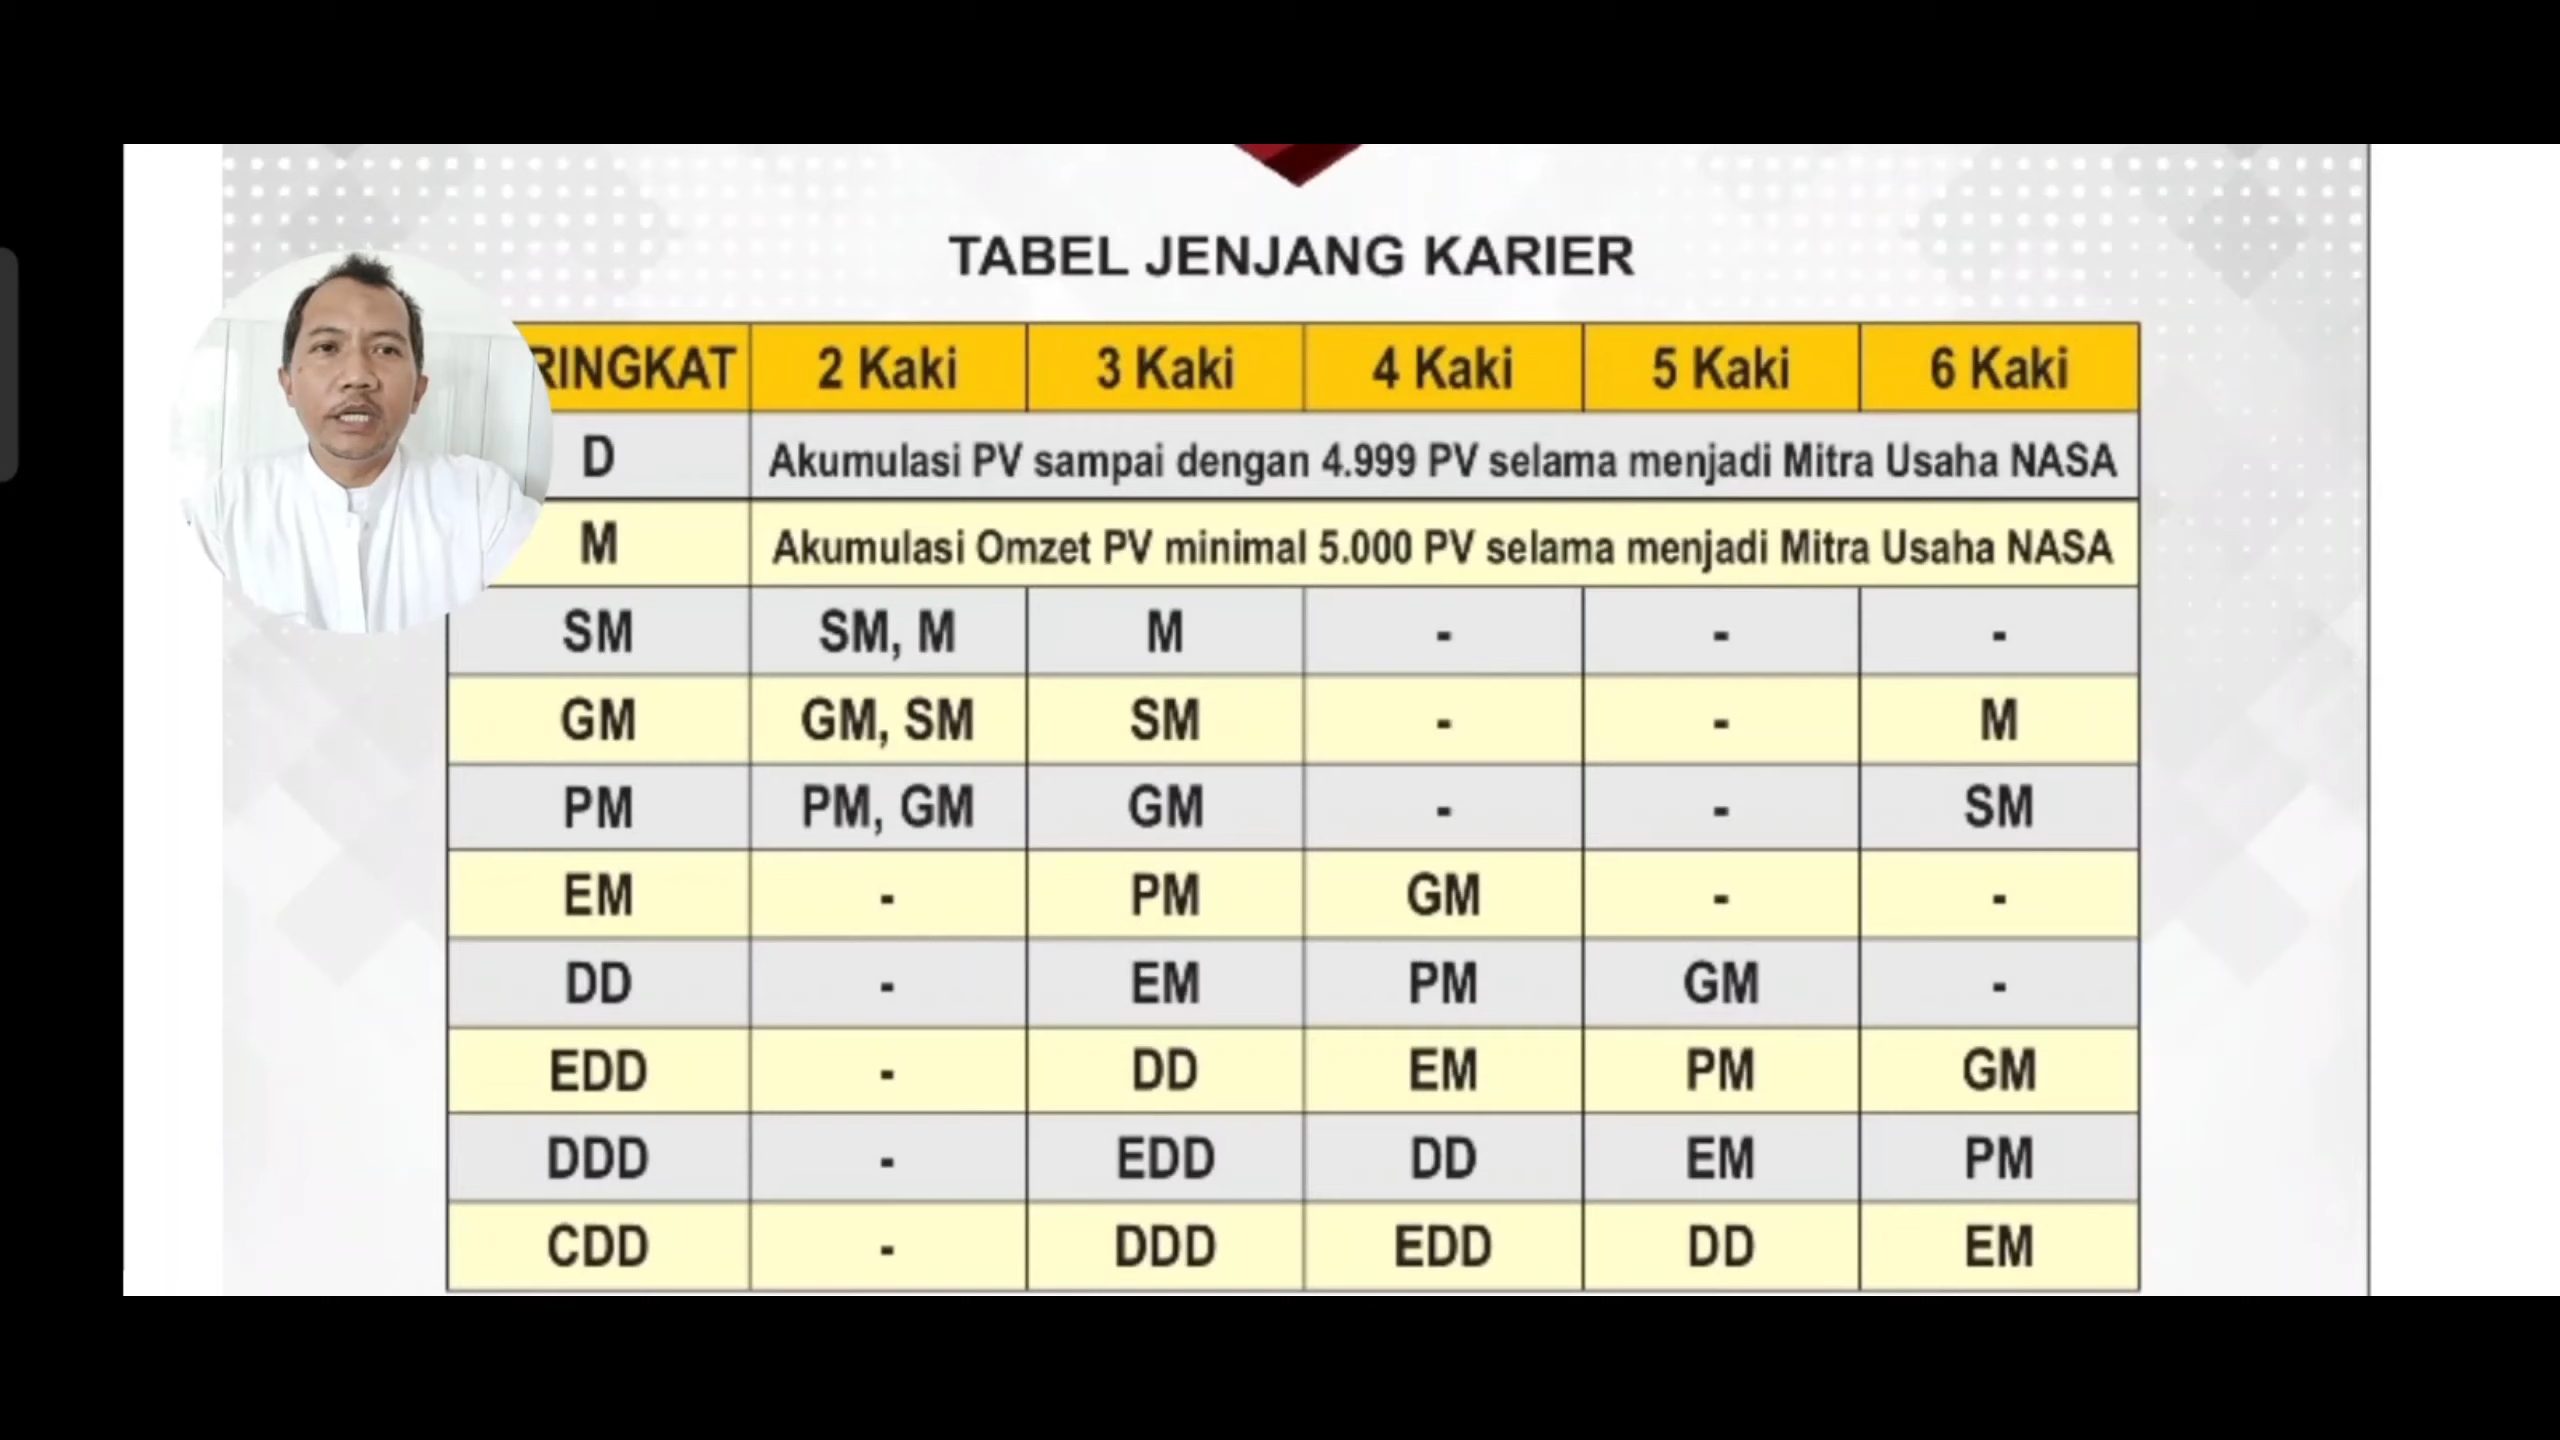 TABEL JENJANG KARIER
RINGKAT 2 Kaki 3 Kaki 4 Kaki 5 Kaki 6 Kaki
D Akumulasi PV sampai dengan 4.999 PV selama menjadi Mitra Usaha NASA
M Akumulasi Omzet PV minimal 5.000 PV selama menjadi Mitra Usaha NASA
SM SM, M M - - -
GM GM, SM SM - - M
PM PM, GM GM - - SM
EM - PM GM - -
DD - EM PM GM -
EDD - DD EM PM GM
DDD - EDD DD EM PM
CDD - DDD EDD DD EM